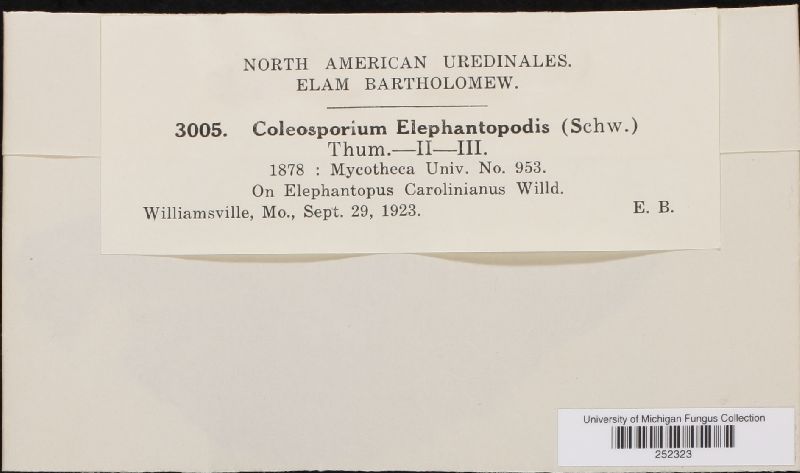 NORTH AMERICAN UREDINALES.
ELAM BARTHOLOMEW.
3005. Coleosporium Elephantopodis (Schw.)
Thum.—II—III.
1878 : Mycotheca Univ. No. 953.
On Elephantopus Carolinianus Willd.
Williamsville, Mo., Sept. 29, 1923. E. B.
University of Michigan Fungus Collection
252323